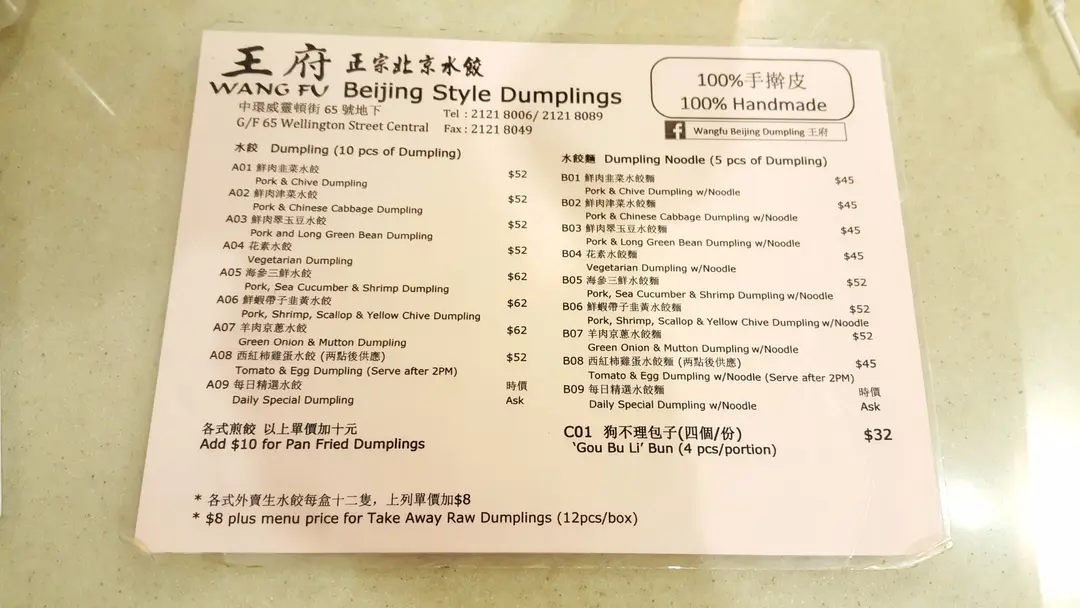 王府 正宗北京水餃
WANG FU Beijing Style Dumplings
中環威靈頓街 65 號地下
G/F 65 Wellington Street Central
Tel : 2121 8006/ 2121 8089
Fax : 2121 8049
100%手擀皮
100% Handmade
f Wangfu Beijing Dumpling 王府
水餃 Dumpling (10 pcs of Dumpling)
A01 鮮肉韭菜水餃 $52
Pork & Chive Dumpling
A02 鮮肉津菜水餃 $52
Pork & Chinese Cabbage Dumpling
A03 鮮肉翠玉豆水餃 $52
Pork and Long Green Bean Dumpling
A04 花素水餃 $52
Vegetarian Dumpling
A05 海參三鮮水餃 $62
Pork, Sea Cucumber & Shrimp Dumpling
A06 鮮蝦帶子韭黃水餃 $62
Pork, Shrimp, Scallop & Yellow Chive Dumpling
A07 羊肉京蔥水餃 $62
Green Onion & Mutton Dumpling
A08 西紅柿雞蛋水餃 (两點後供應) $52
Tomato & Egg Dumpling (Serve after 2PM)
A09 每日精選水餃 時價
Daily Special Dumpling Ask
各式煎餃 以上單價加十元
Add $10 for Pan Fried Dumplings
水餃麵 Dumpling Noodle (5 pcs of Dumpling)
B01 鮮肉韭菜水餃麵 $45
Pork & Chive Dumpling w/Noodle
B02 鮮肉津菜水餃麵 $45
Pork & Chinese Cabbage Dumpling w/Noodle
B03 鮮肉翠玉豆水餃麵 $45
Pork & Long Green Bean Dumpling w/Noodle
B04 花素水餃麵 $45
Vegetarian Dumpling w/Noodle
B05 海參三鮮水餃麵 $52
Pork, Sea Cucumber & Shrimp Dumpling w/Noodle
B06 鮮蝦帶子韭黃水餃麵 $52
Pork, Shrimp, Scallop & Yellow Chive Dumpling w/Noodle
B07 羊肉京蔥水餃麵 $52
Green Onion & Mutton Dumpling w/Noodle
B08 西紅柿雞蛋水餃麵 (两點後供應) $45
Tomato & Egg Dumpling w/Noodle (Serve after 2PM)
B09 每日精選水餃麵 時價
Daily Special Dumpling w/Noodle Ask
C01 狗不理包子(四個/份) $32
‘Gou Bu Li’ Bun (4 pcs/portion)
* 各式外賣生水餃每盒十二隻，上列單價加$8
* $8 plus menu price for Take Away Raw Dumplings (12pcs/box)